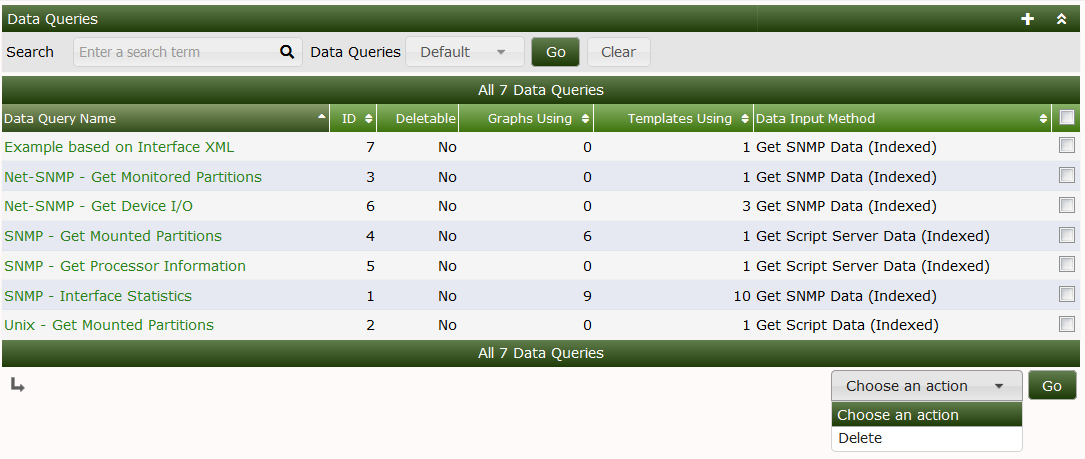 Data Queries
Search Enter a search term Data Queries Default Go Clear
All 7 Data Queries
Data Query Name ID Deletable Graphs Using Templates Using Data Input Method
Example based on Interface XML 7 No 0 1 Get SNMP Data (Indexed)
Net-SNMP - Get Monitored Partitions 3 No 0 1 Get SNMP Data (Indexed)
Net-SNMP - Get Device I/O 6 No 0 3 Get SNMP Data (Indexed)
SNMP - Get Mounted Partitions 4 No 6 1 Get Script Server Data (Indexed)
SNMP - Get Processor Information 5 No 0 1 Get Script Server Data (Indexed)
SNMP - Interface Statistics 1 No 9 10 Get SNMP Data (Indexed)
Unix - Get Mounted Partitions 2 No 0 1 Get Script Data (Indexed)
All 7 Data Queries
Choose an action Go
Choose an action
Delete